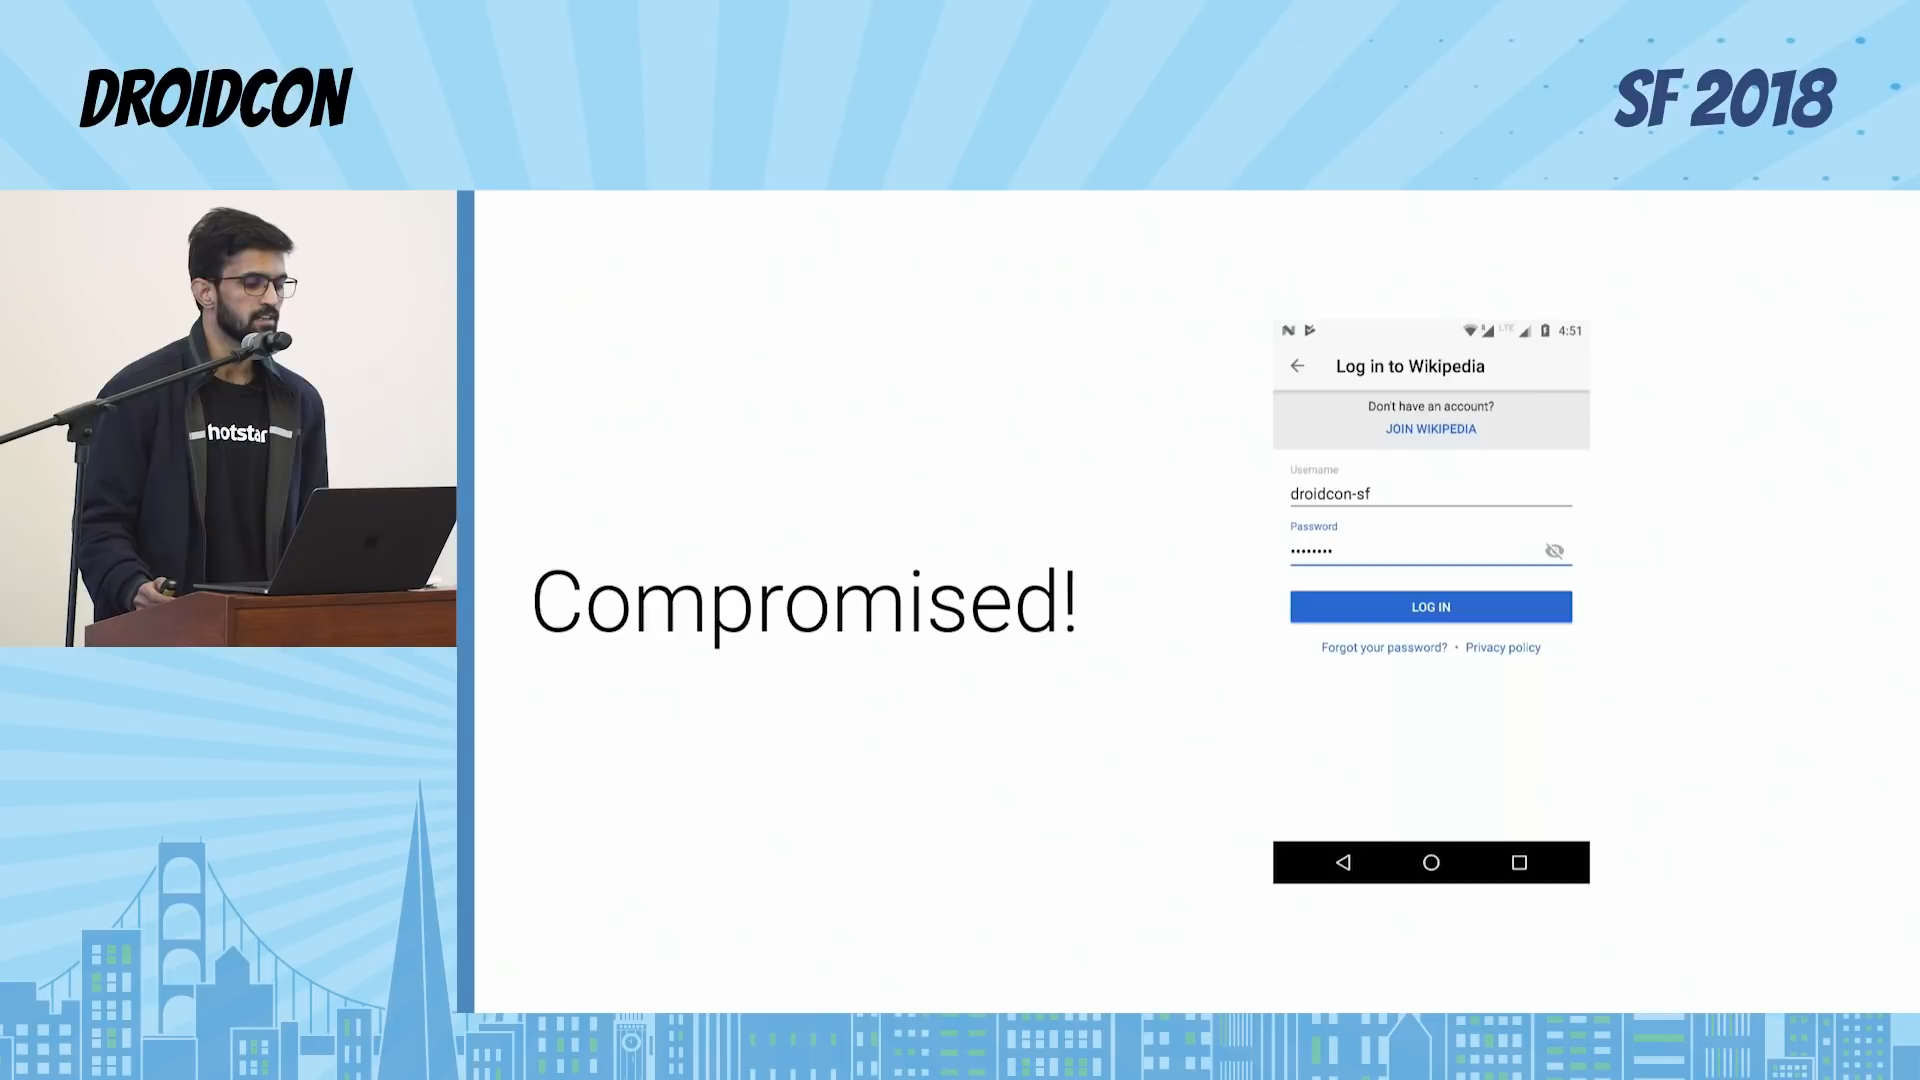 DROIDCON
SF 2018
hotstar
Compromised!
LTE
4:51
Log in to Wikipedia
Don't have an account?
JOIN WIKIPEDIA
Username
droidcon-sf
Password
••••••••
LOG IN
Forgot your password? • Privacy policy